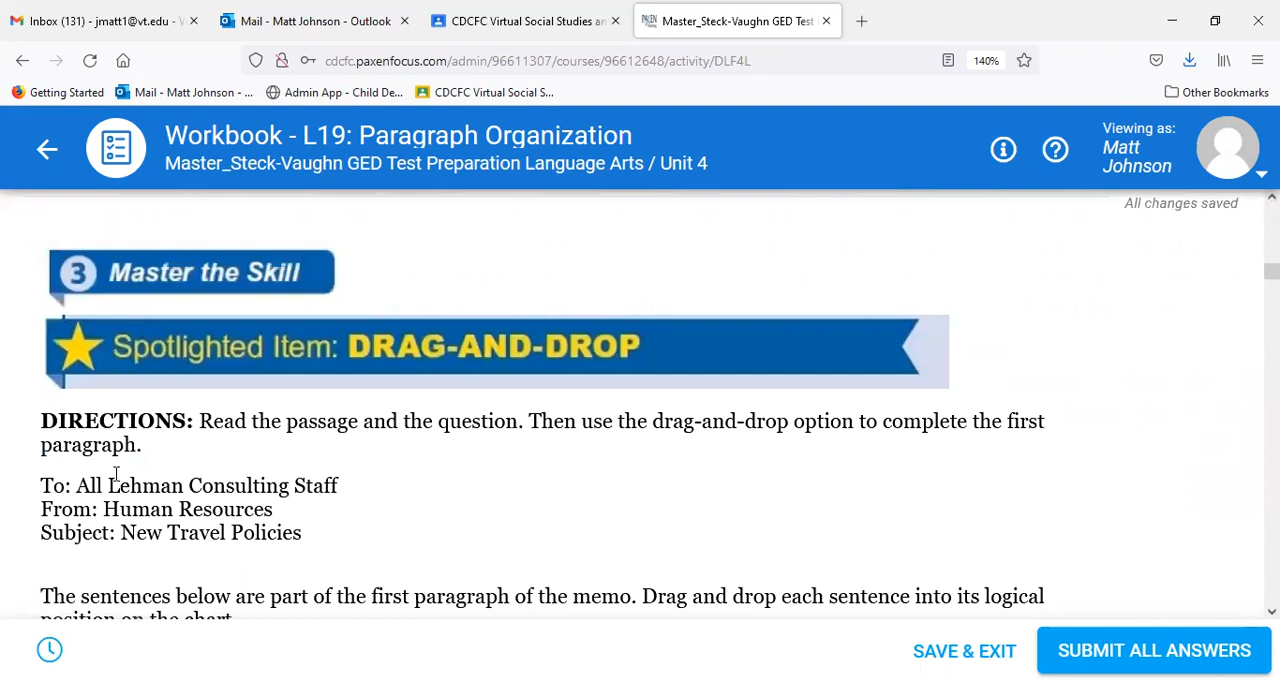 Inbox (131) - jmatt1@vt.edu -
Mail - Matt Johnson - Outlook
CDCFC Virtual Social Studies an
PAXEN
Master_Steck-Vaughn GED Test
cdcfc.paxenfocus.com/admin/96611307/courses/96612648/activity/DLF4L
140%
Getting Started
Mail - Matt Johnson - ...
Admin App - Child De...
CDCFC Virtual Social S...
Other Bookmarks
Workbook - L19: Paragraph Organization
Master_Steck-Vaughn GED Test Preparation Language Arts / Unit 4
Viewing as:
Matt
Johnson
All changes saved
3 Master the Skill
Spotlighted Item: DRAG-AND-DROP
DIRECTIONS: Read the passage and the question. Then use the drag-and-drop option to complete the first
paragraph.
To: All Lehman Consulting Staff
From: Human Resources
Subject: New Travel Policies
The sentences below are part of the first paragraph of the memo. Drag and drop each sentence into its logical
position on the chart.
SAVE & EXIT
SUBMIT ALL ANSWERS